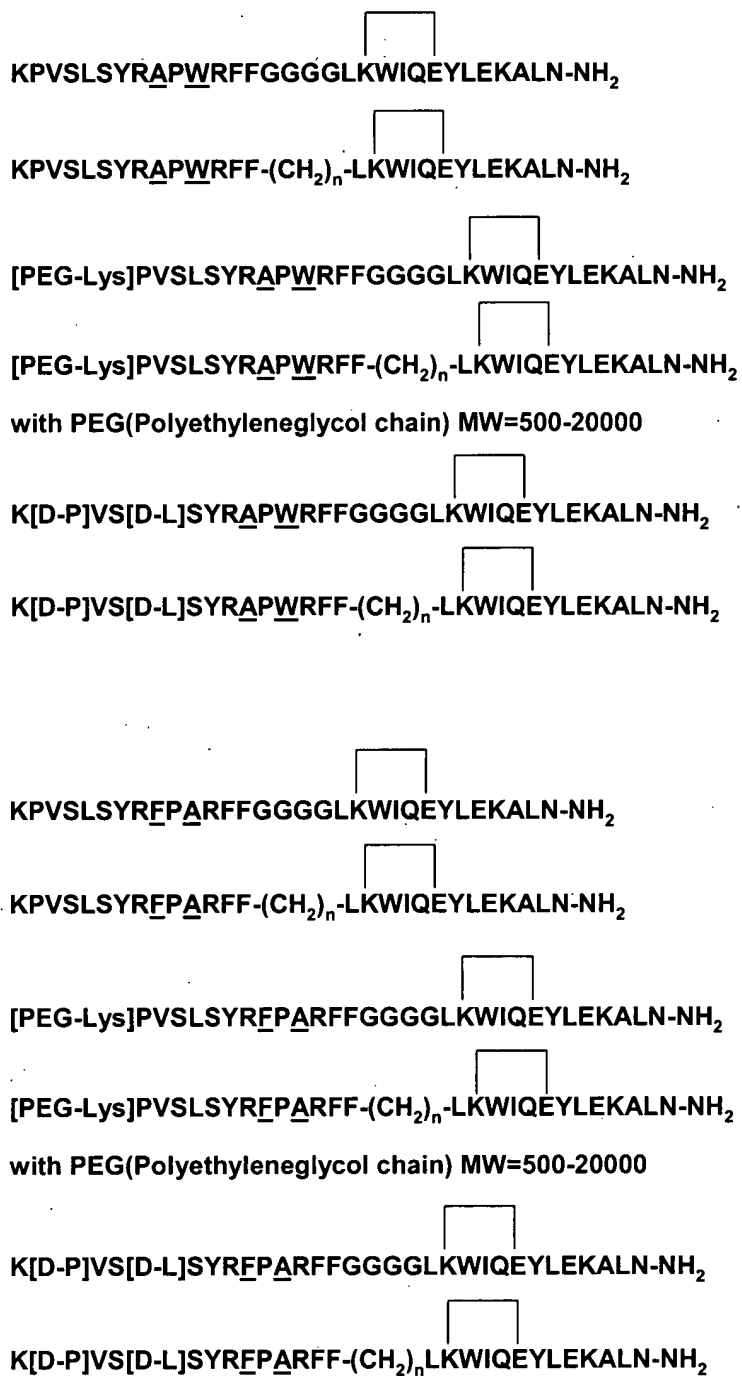 KPVSLSYRAPWRFFGGGGLKWIQEYLEKALN-NH₂
KPVSLSYRAPWRFF-(CH₂)ₙ-LKWIQEYLEKALN-NH₂
[PEG-Lys]PVSLSYRAPWRFFGGGGLKWIQEYLEKALN-NH₂
[PEG-Lys]PVSLSYRAPWRFF-(CH₂)ₙ-LKWIQEYLEKALN-NH₂
with PEG(Polyethyleneglycol chain) MW=500-20000
K[D-P]VS[D-L]SYRAPWRFFGGGGLKWIQEYLEKALN-NH₂
K[D-P]VS[D-L]SYRAPWRFF-(CH₂)ₙ-LKWIQEYLEKALN-NH₂
KPVSLSYRFPARFFGGGGLKWIQEYLEKALN-NH₂
KPVSLSYRFPARFF-(CH₂)ₙ-LKWIQEYLEKALN-NH₂
[PEG-Lys]PVSLSYRFPARFFGGGGLKWIQEYLEKALN-NH₂
[PEG-Lys]PVSLSYRFPARFF-(CH₂)ₙ-LKWIQEYLEKALN-NH₂
with PEG(Polyethyleneglycol chain) MW=500-20000
K[D-P]VS[D-L]SYRFPARFFGGGGLKWIQEYLEKALN-NH₂
K[D-P]VS[D-L]SYRFPARFF-(CH₂)ₙLKWIQEYLEKALN-NH₂